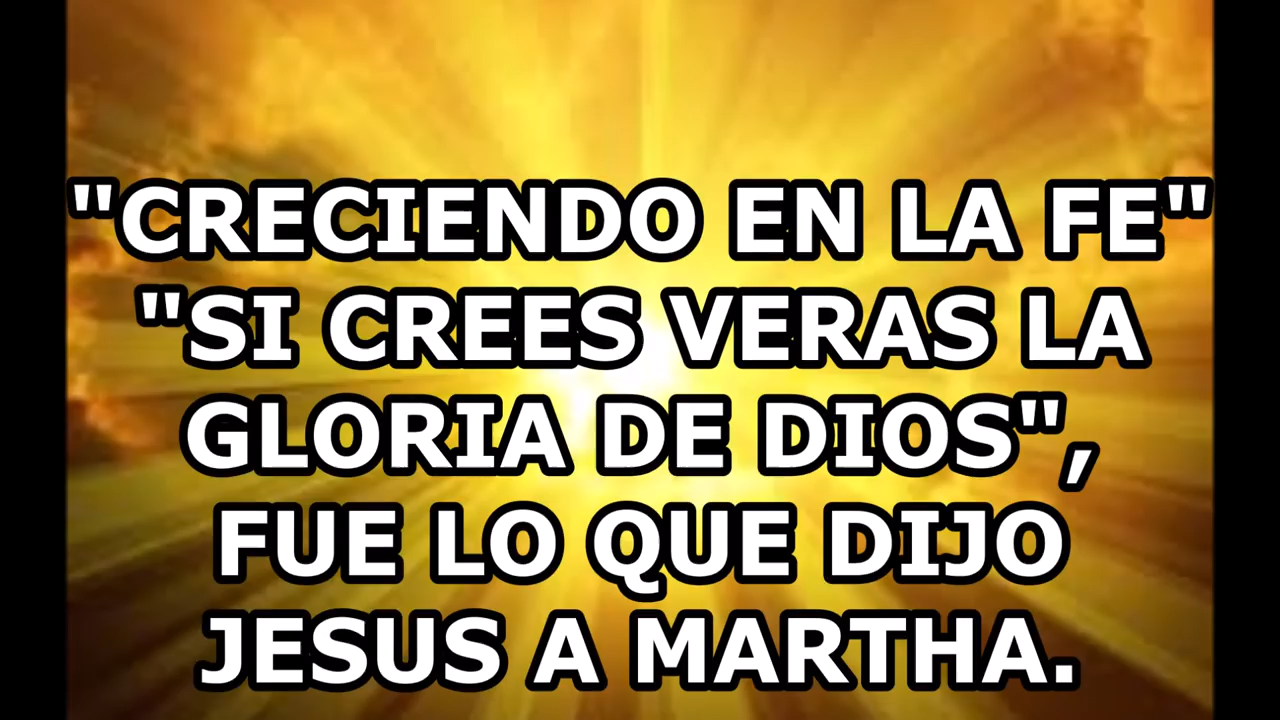 "CRECIENDO EN LA FE"
"SI CREES VERAS LA
GLORIA DE DIOS",
FUE LO QUE DIJO
JESUS A MARTHA.